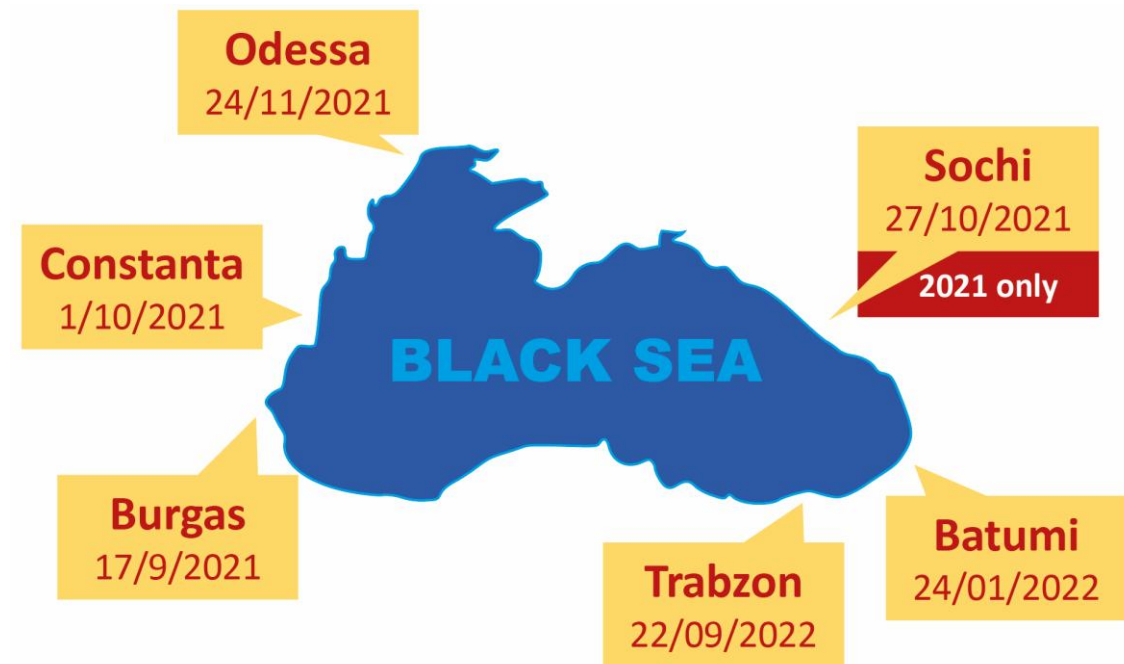 Odessa
24/11/2021
Sochi
27/10/2021
2021 only
Constanta
1/10/2021
BLACK SEA
Burgas
17/9/2021
Batumi
24/01/2022
Trabzon
22/09/2022